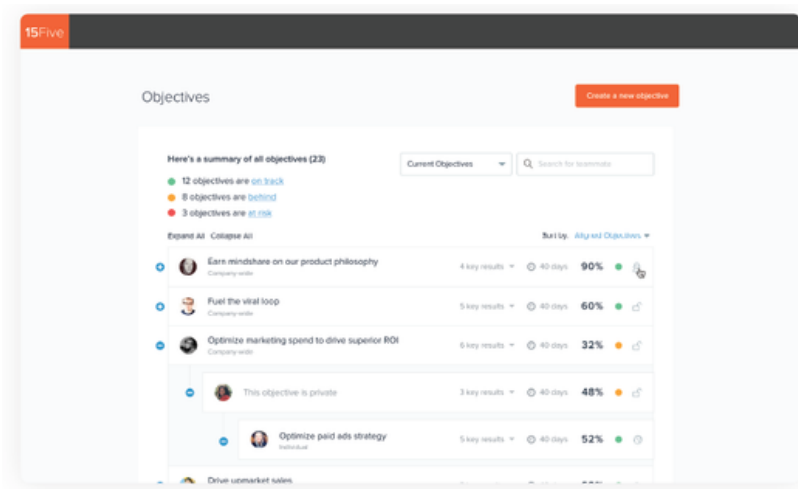 15Five
Objectives
Create a new objective
Here's a summary of all objectives (23)
Current Objectives
Search for teammate
12 objectives are on track
8 objectives are behind
3 objectives are at risk
Expand All Collapse All
Sort by: Aligned Objectives
Earn mindshare on our product philosophy
Company-wide
4 key results
40 days
90%
Fuel the viral loop
Company-wide
5 key results
40 days
60%
Optimize marketing spend to drive superior ROI
Company-wide
6 key results
40 days
32%
This objective is private
3 key results
40 days
48%
Optimize paid ads strategy
Individual
5 key results
40 days
52%
Drive upmarket sales